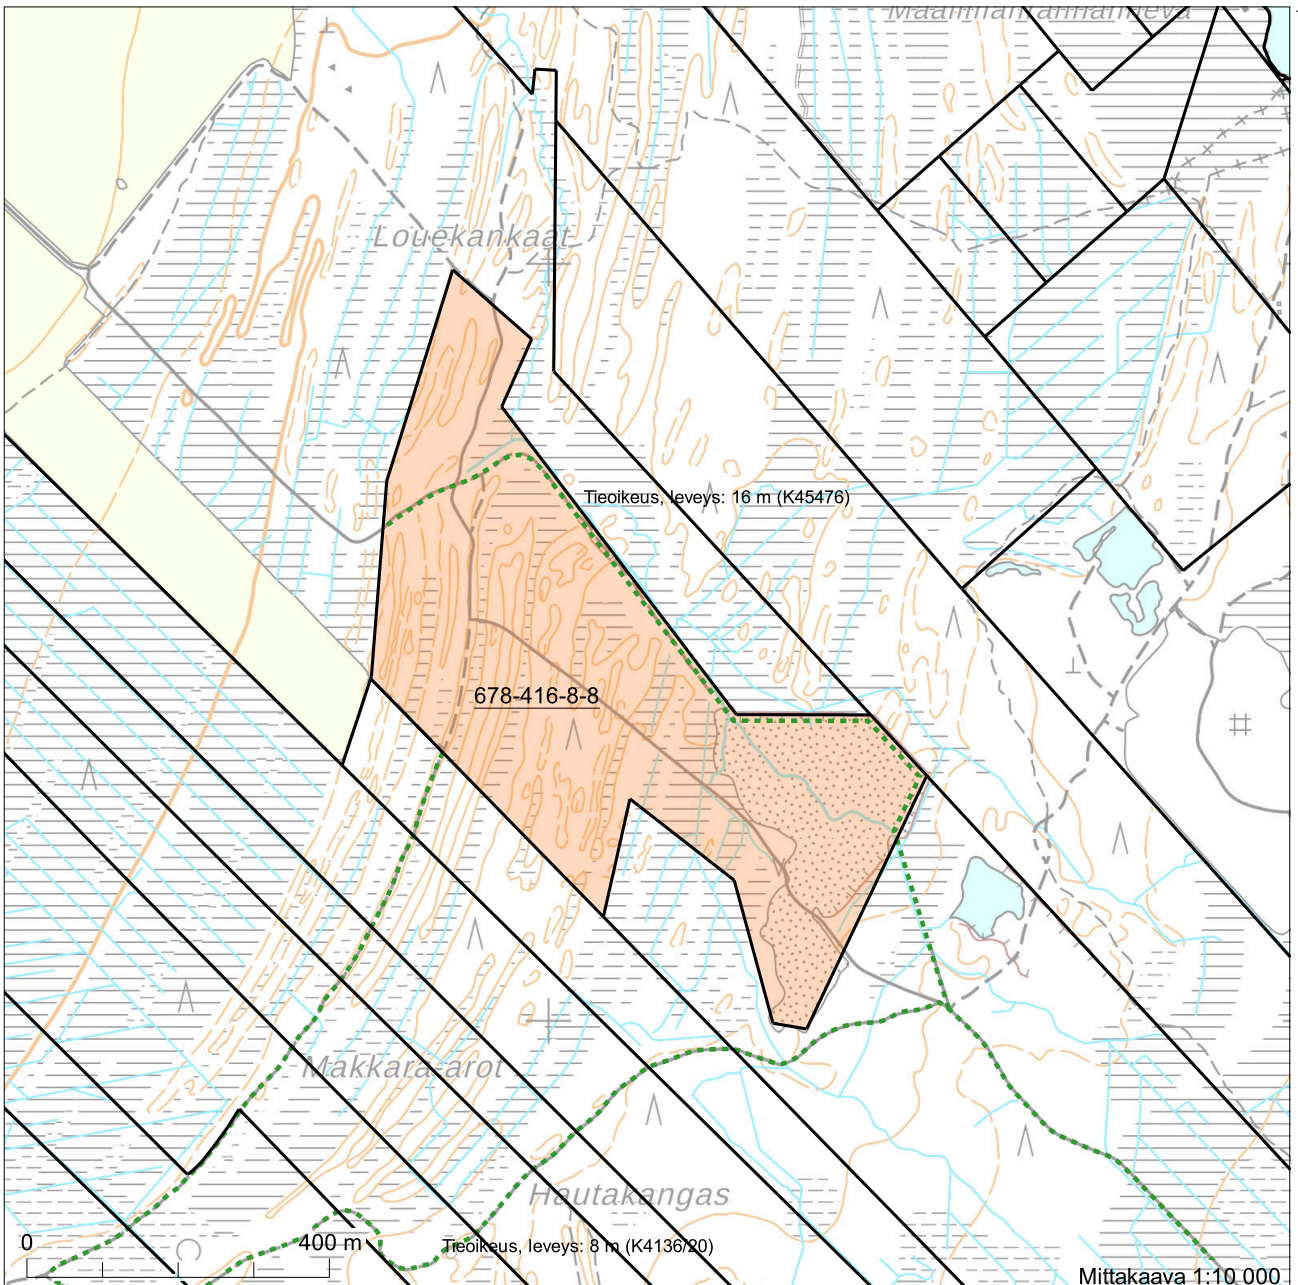 Maanmankannanneva
Louekankaat
Tieoikeus, leveys: 16 m (K45476)
678-416-8-8
Makkara-arot
Hautakangas
0 400 m
Tieoikeus, leveys: 8 m (K4136/20)
Mittakaava 1:10 000